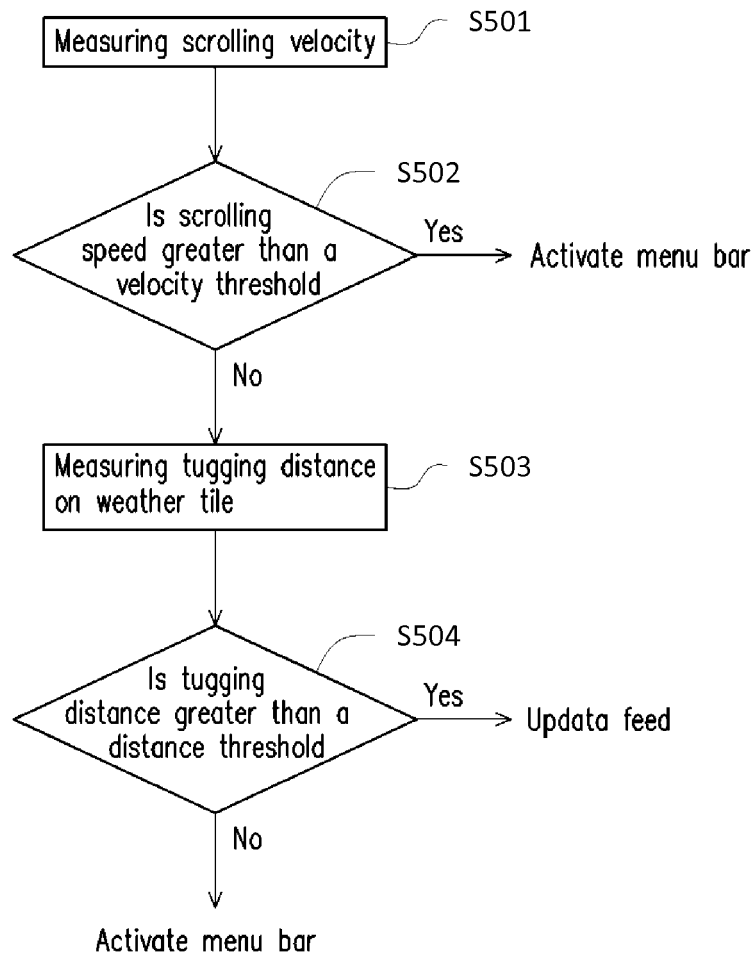 Measuring scrolling velocity
S501
S502
Is scrolling
speed greater than a
velocity threshold
Yes
Activate menu bar
No
Measuring tugging distance
on weather tile
S503
S504
Is tugging
distance greater than a
distance threshold
Yes
Updata feed
No
Activate menu bar